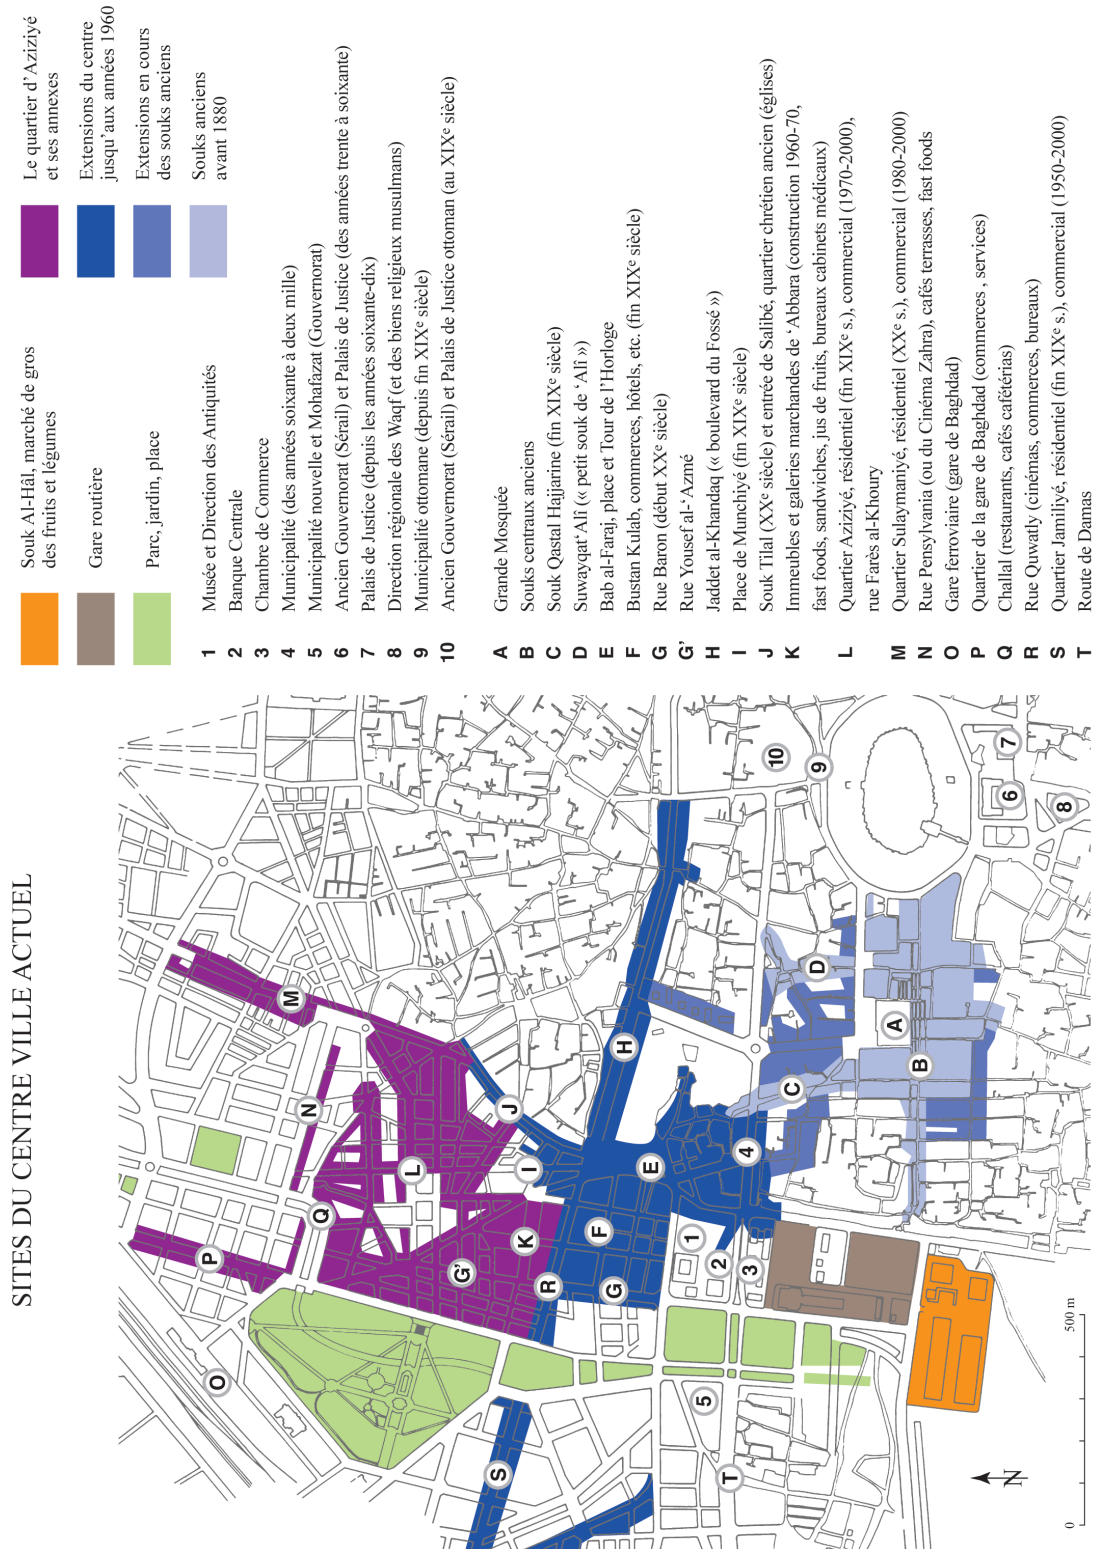 SITES DU CENTRE VILLE ACTUEL
Souk Al-Hâl, marché de gros
des fruits et légumes
Gare routière
Parc, jardin, place
Le quartier d’Aziziyé
et ses annexes
Extensions du centre
jusqu’aux années 1960
Extensions en cours
des souks anciens
Souks anciens
avant 1880
1 Musée et Direction des Antiquités
2 Banque Centrale
3 Chambre de Commerce
4 Municipalité (des années soixante à deux mille)
5 Municipalité nouvelle et Mohafazat (Gouvernorat)
6 Ancien Gouvernorat (Sérail) et Palais de Justice (des années trente à soixante)
7 Palais de Justice (depuis les années soixante-dix)
8 Direction régionale des Waqf (et des biens religieux musulmans)
9 Municipalité ottomane (depuis fin XIXe siècle)
10 Ancien Gouvernorat (Sérail) et Palais de Justice ottoman (au XIXe siècle)
A Grande Mosquée
B Souks centraux anciens
C Souk Qastal Hajjarine (fin XIXe siècle)
D Suwayqat‘ Alî (« petit souk de ‘Alî »)
E Bab al-Faraj, place et Tour de l’Horloge
F Bustan Kulab, commerces, hôtels, etc. (fin XIXe siècle)
G Rue Baron (début XXe siècle)
G’ Rue Yousef al-‘Azmé
H Jadet al-Khandaq (« boulevard du Fossé »)
I Place de Munchiyé (fin XIXe siècle)
J Souk Tilal (XXe siècle) et entrée de Salibé, quartier chrétien ancien (églises)
K Immeubles et galeries marchandes de ‘Abbara (construction 1960-70,
fast foods, sandwiches, jus de fruits, bureaux cabinets médicaux)
L Quartier Aziziyé, résidentiel (fin XIXe s.), commercial (1970-2000),
rue Farès al-Khoury
M Quartier Sulaymaniyé, résidentiel (XXe s.), commercial (1980-2000)
N Rue Pensylvania (ou du Cinéma Zahra), cafés terrasses, fast foods
O Gare ferroviaire (gare de Baghdad)
P Quartier de la gare de Baghdad (commerces , services)
Q Challal (restaurants, cafés cafétérias)
R Rue Quwatly (cinémas, commerces, bureaux)
S Quartier Jamiliyé, résidentiel (fin XIXe s.), commercial (1950-2000)
T Route de Damas
M
N
P
Q
L
O
J
I
K
G’
R
F
G
H
E
S
10
9
7
6
8
D
A
C
B
4
1
2
3
5
T
N
0
500 m